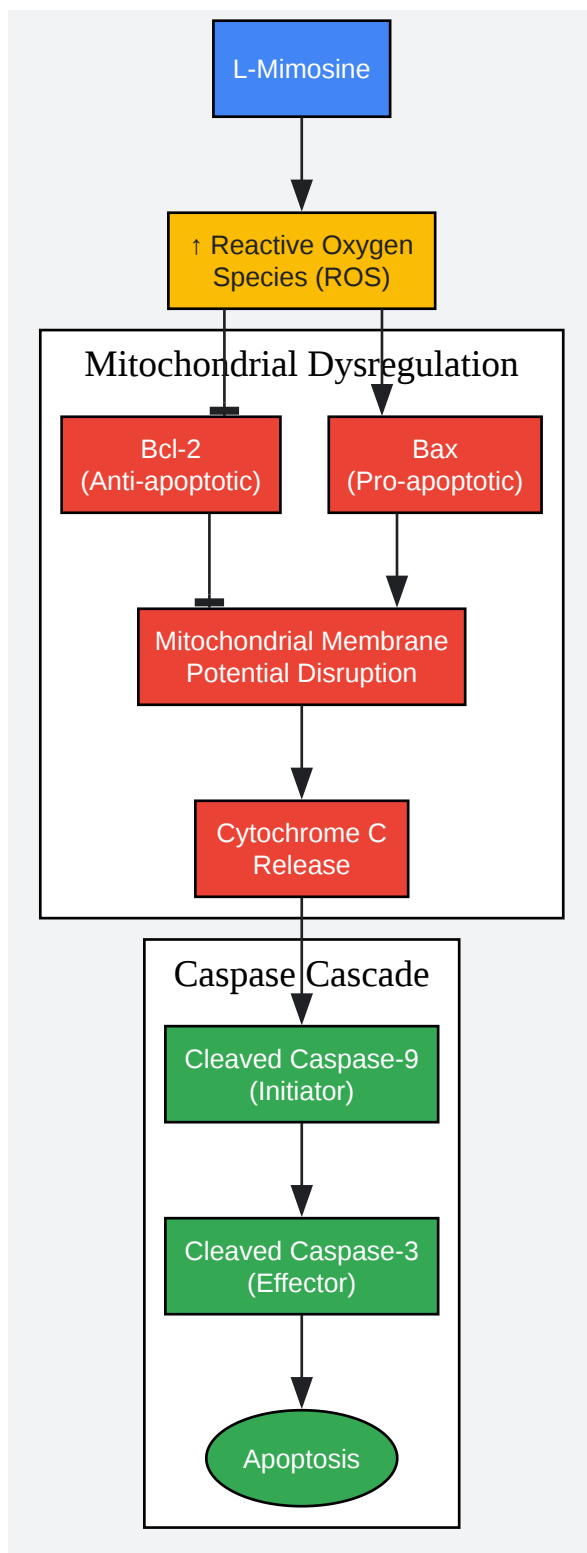 L-Mimosine
↑ Reactive Oxygen
Species (ROS)
Mitochondrial Dysregulation
Bcl-2
(Anti-apoptotic)
Bax
(Pro-apoptotic)
Mitochondrial Membrane
Potential Disruption
Cytochrome C
Release
Caspase Cascade
Cleaved Caspase-9
(Initiator)
Cleaved Caspase-3
(Effector)
Apoptosis